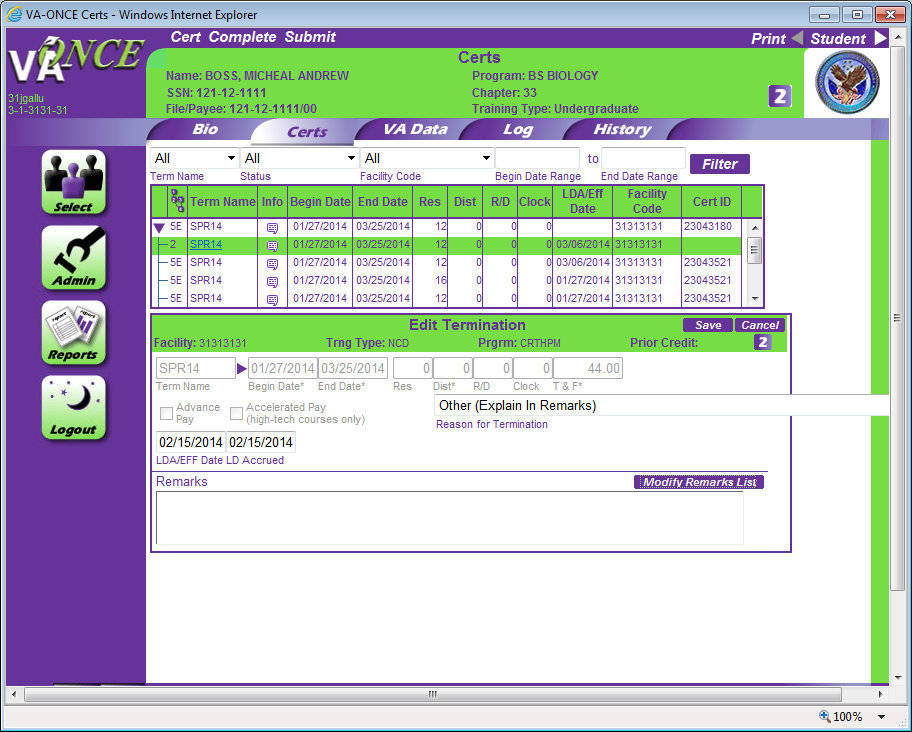 VA-ONCE Certs - Windows Internet Explorer
VA ONCE
Cert Complete Submit
Print Student
31jgallu
3-1-3131-31
Certs
Name: BOSS, MICHEAL ANDREW
Program: BS BIOLOGY
SSN: 121-12-1111
Chapter: 33
File/Payee: 121-12-1111/00
Training Type: Undergraduate
2
Bio Certs VA Data Log History
Select
Admin
Reports
Logout
All All All to Filter
Term Name Status Facility Code Begin Date Range End Date Range
Term Name Info Begin Date End Date Res Dist R/D Clock LDA/Eff Date Facility Code Cert ID
5E SPR14 01/27/2014 03/25/2014 12 0 0 0 31313131 23043180
2 SPR14 01/27/2014 03/25/2014 12 0 0 0 03/06/2014 31313131
5E SPR14 01/27/2014 03/25/2014 12 0 0 0 03/06/2014 31313131 23043521
5E SPR14 01/27/2014 03/25/2014 16 0 0 0 01/27/2014 31313131 23043521
5E SPR14 01/27/2014 03/25/2014 12 0 0 0 01/27/2014 31313131 23043521
Edit Termination Save Cancel
Facility: 31313131 Trng Type: NCD Prgrm: CRTHPM Prior Credit: 2
SPR14 01/27/2014 03/25/2014 0 0 0 0 44.00
Term Name Begin Date* End Date* Res Dist* R/D Clock T & F*
Advance Pay
Accelerated Pay
(high-tech courses only)
Other (Explain In Remarks)
Reason for Termination
02/15/2014 02/15/2014
LDA/EFF Date LD Accrued
Remarks Modify Remarks List
100%